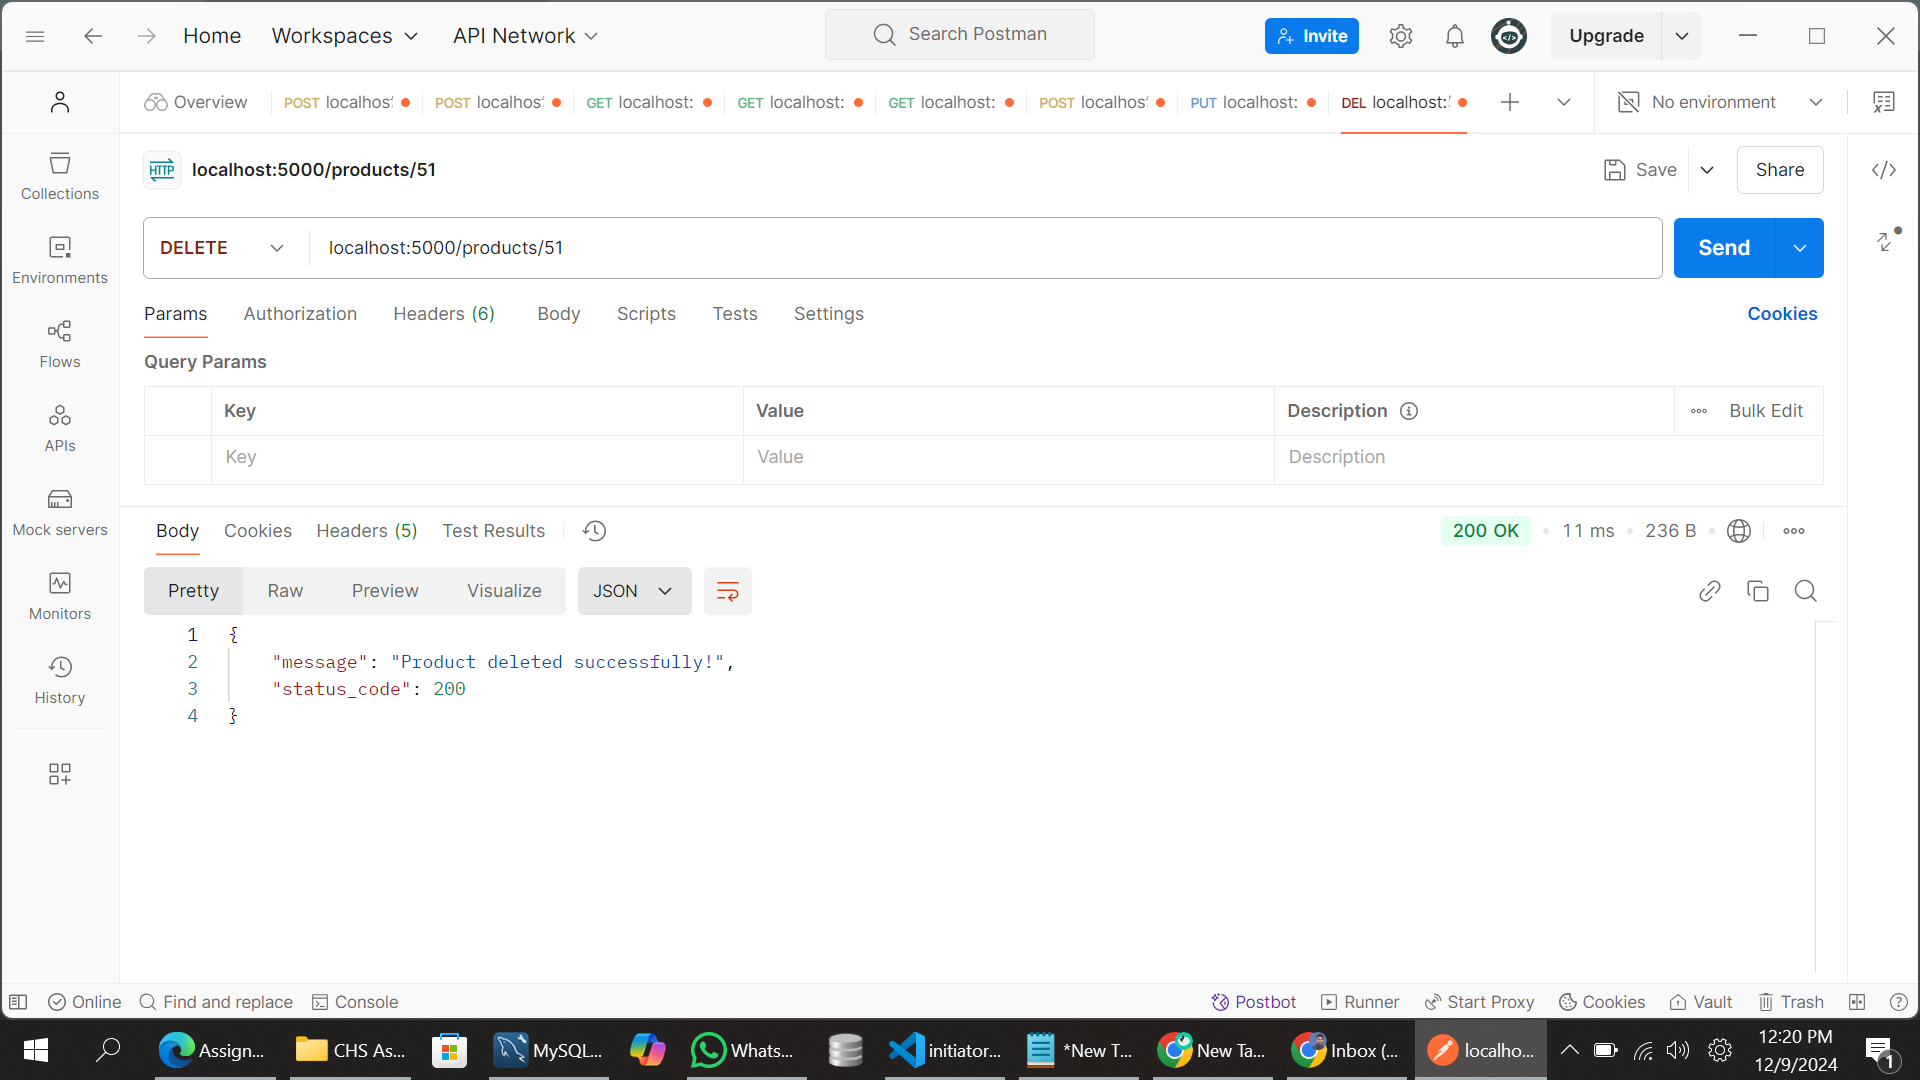 Home
Workspaces
API Network
Search Postman
Invite
Upgrade
Overview
POST localhos
POST localhos
GET localhost:
GET localhost:
GET localhost:
POST localhos
PUT localhost:
DEL localhost:
No environment
HTTP localhost:5000/products/51
Save
Share
Collections
Environments
Flows
APIs
Mock servers
Monitors
History
DELETE localhost:5000/products/51
Send
Params Authorization Headers (6) Body Scripts Tests Settings Cookies
Query Params
Key Value Description Bulk Edit
Key Value Description
Body Cookies Headers (5) Test Results 200 OK 11 ms 236 B
Pretty Raw Preview Visualize JSON
1 {
2 "message": "Product deleted successfully!",
3 "status_code": 200
4 }
Online Find and replace Console Postbot Runner Start Proxy Cookies Vault Trash
Assign... CHS As... MySQL... Whats... initiator... *New T... New Ta... Inbox (... localho...
12:20 PM
12/9/2024
1